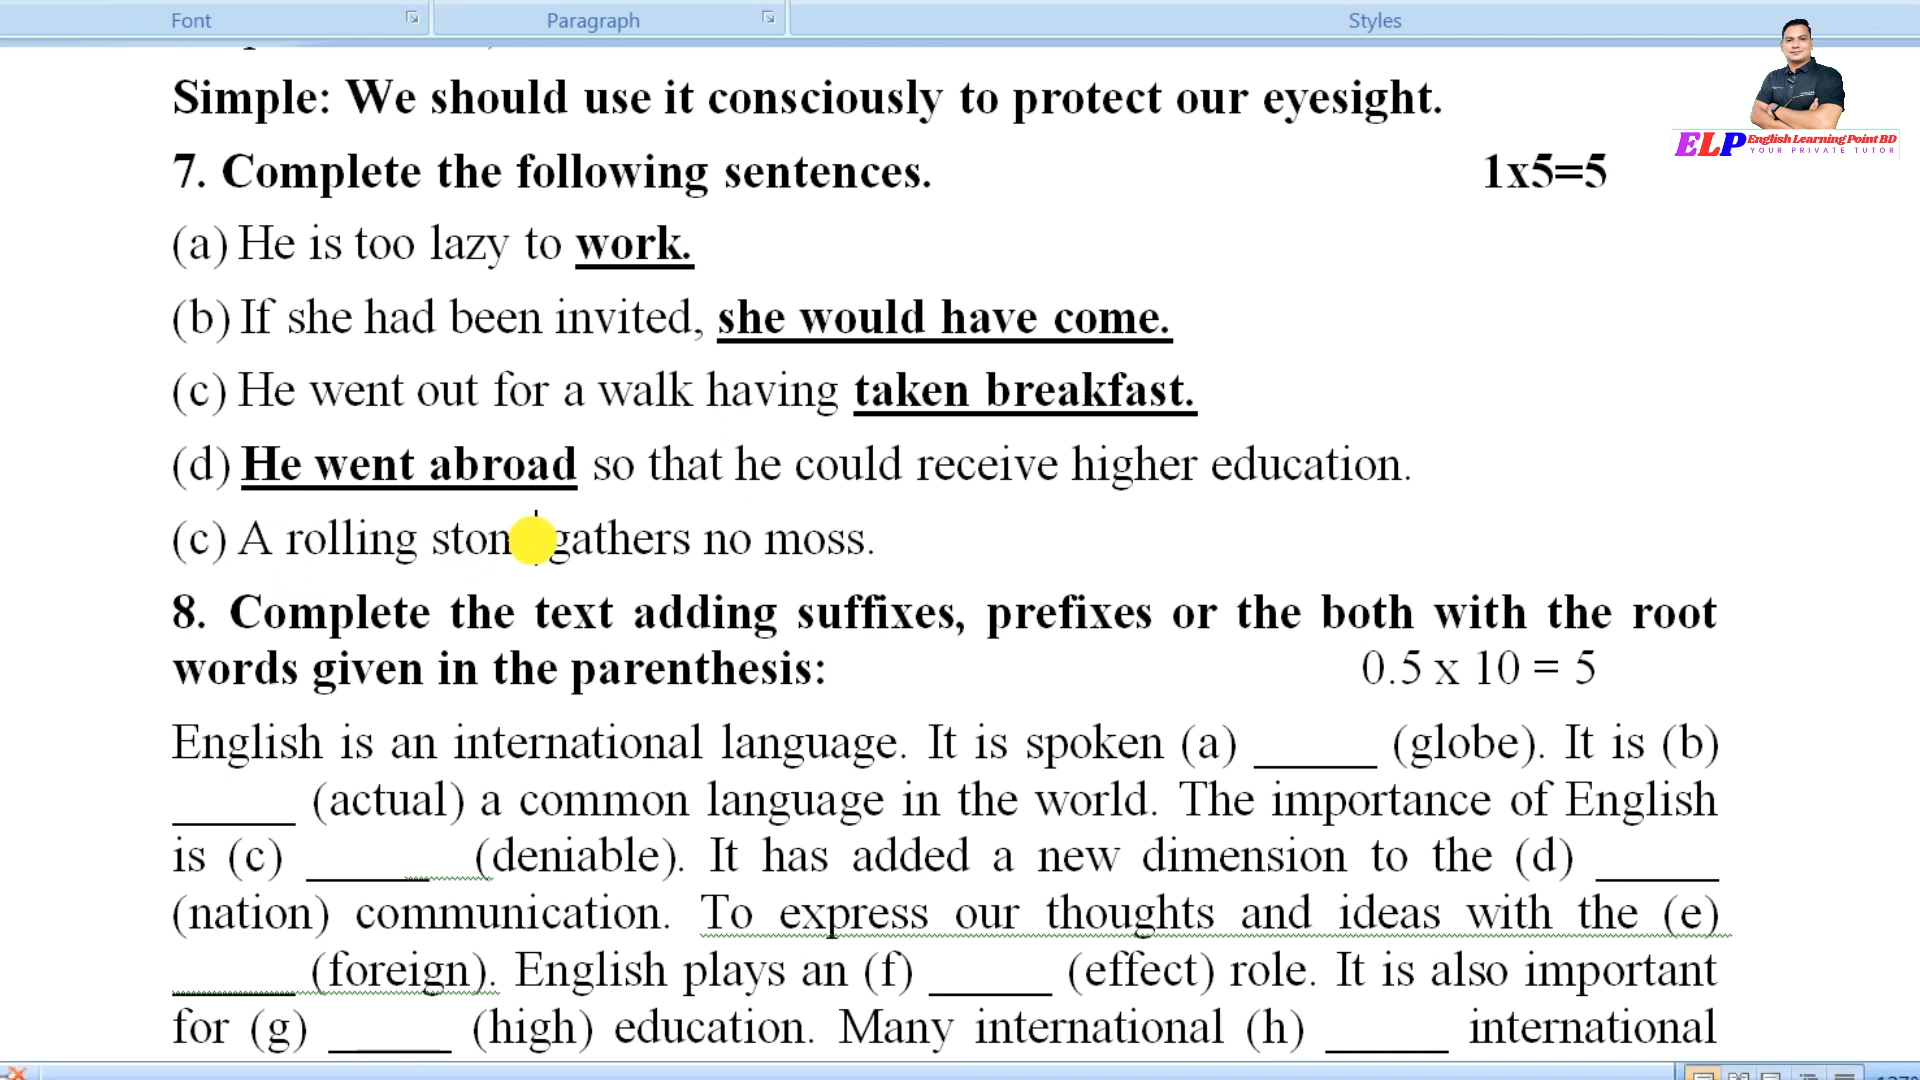 Font Paragraph Styles
Simple: We should use it consciously to protect our eyesight.
ELP English Learning Point BD
YOUR PRIVATE TUTOR
7. Complete the following sentences. 1x5=5
(a) He is too lazy to work.
(b) If she had been invited, she would have come.
(c) He went out for a walk having taken breakfast.
(d) He went abroad so that he could receive higher education.
(c) A rolling ston gathers no moss.
8. Complete the text adding suffixes, prefixes or the both with the root
words given in the parenthesis: 0.5 x 10 = 5
English is an international language. It is spoken (a) _____ (globe). It is (b)
_____ (actual) a common language in the world. The importance of English
is (c) _____ (deniable). It has added a new dimension to the (d) _____
(nation) communication. To express our thoughts and ideas with the (e)
_____ (foreign). English plays an (f) _____ (effect) role. It is also important
for (g) _____ (high) education. Many international (h) _____ international